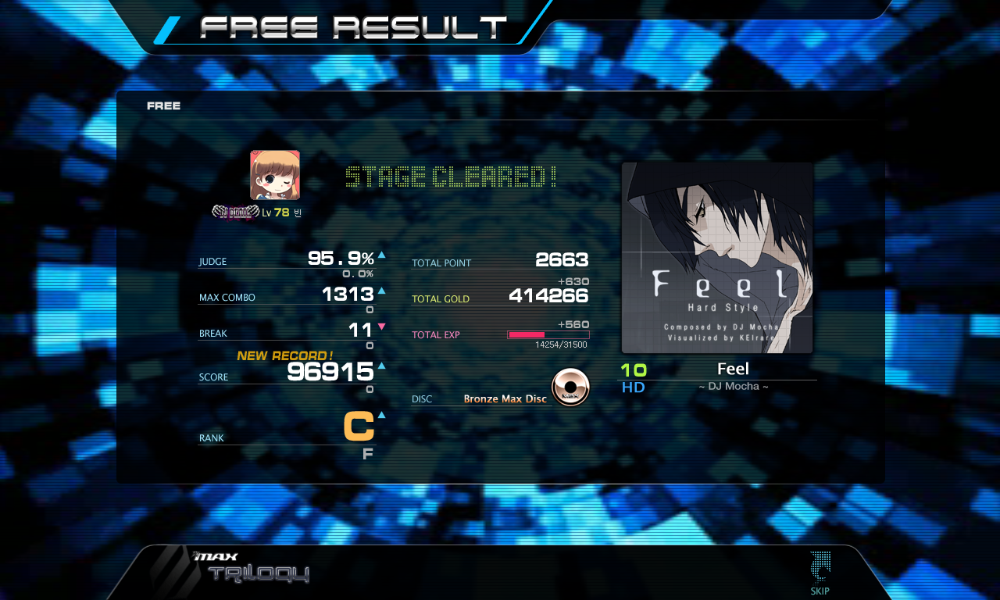 FREE RESULT
FREE
STAGE CLEARED!
Lv 78 빈
JUDGE 95.9%
0.0%
MAX COMBO 1313
0
BREAK 11
0
NEW RECORD!
SCORE 96915
0
RANK C
F
TOTAL POINT 2663
+630
TOTAL GOLD 414266
+560
TOTAL EXP
14254/31500
DISC Bronze Max Disc
MAX
Feel
Hard Style
Composed by DJ Mocha
Visualized by KEIrare
10 Feel
HD ~ DJ Mocha ~
MAX
TRILOGY
SKIP